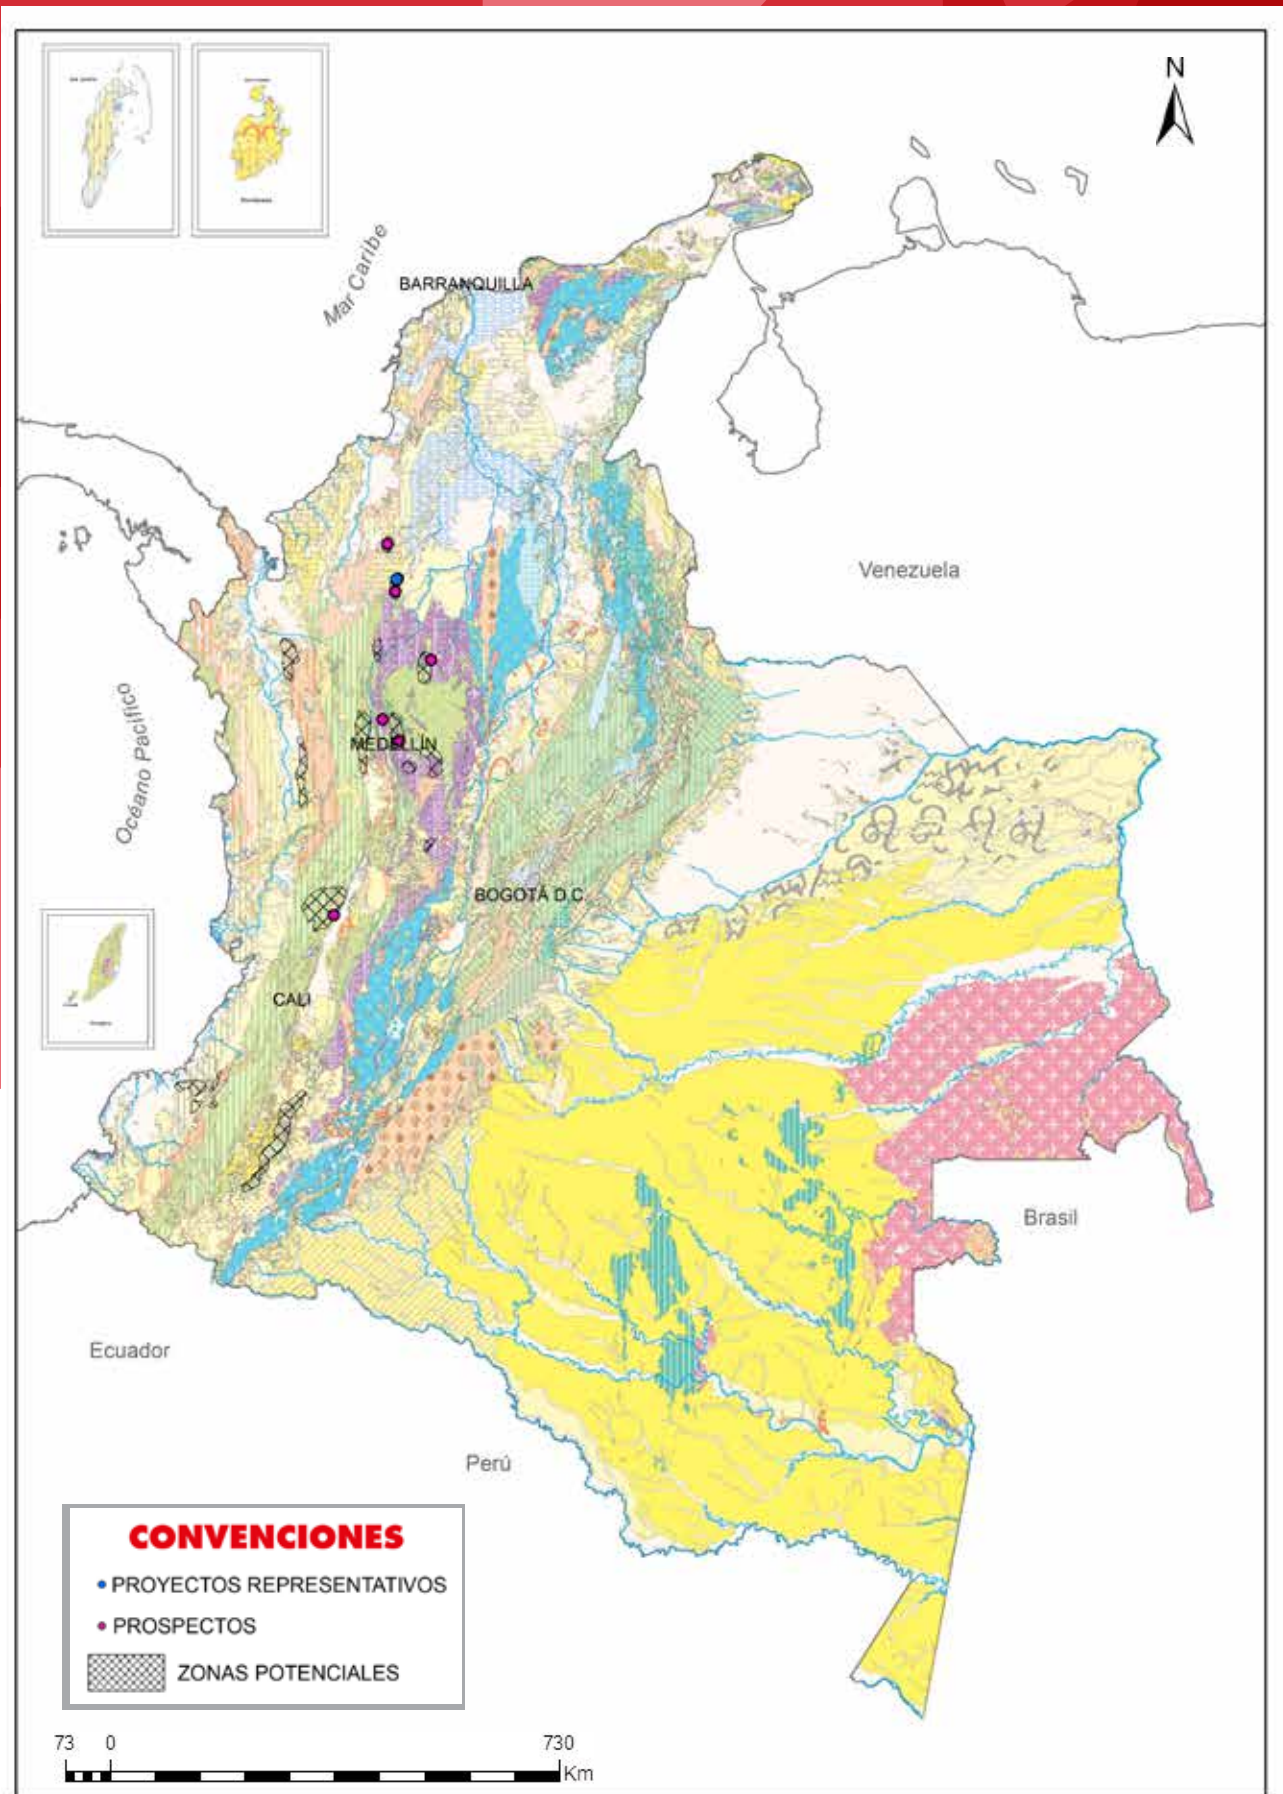 N
Mar Caribe
BARRANQUILLA
Venezuela
Océano Pacífico
MEDELLÍN
BOGOTÁ D.C.
CALI
Brasil
Ecuador
Perú
CONVENCIONES
PROYECTOS REPRESENTATIVOS
PROSPECTOS
ZONAS POTENCIALES
73 0 730
Km